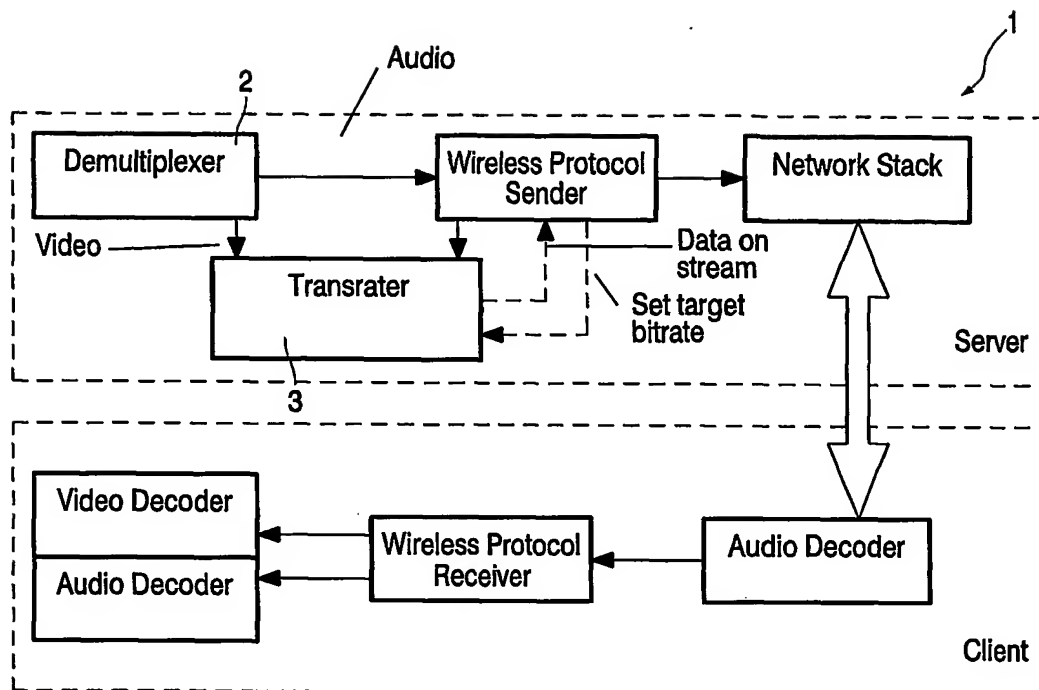 1
Audio
2
Demultiplexer
Wireless Protocol
Sender
Network Stack
Video
Data on
stream
Transrater
Set target
bitrate
Server
3
Video Decoder
Wireless Protocol
Receiver
Audio Decoder
Audio Decoder
Client